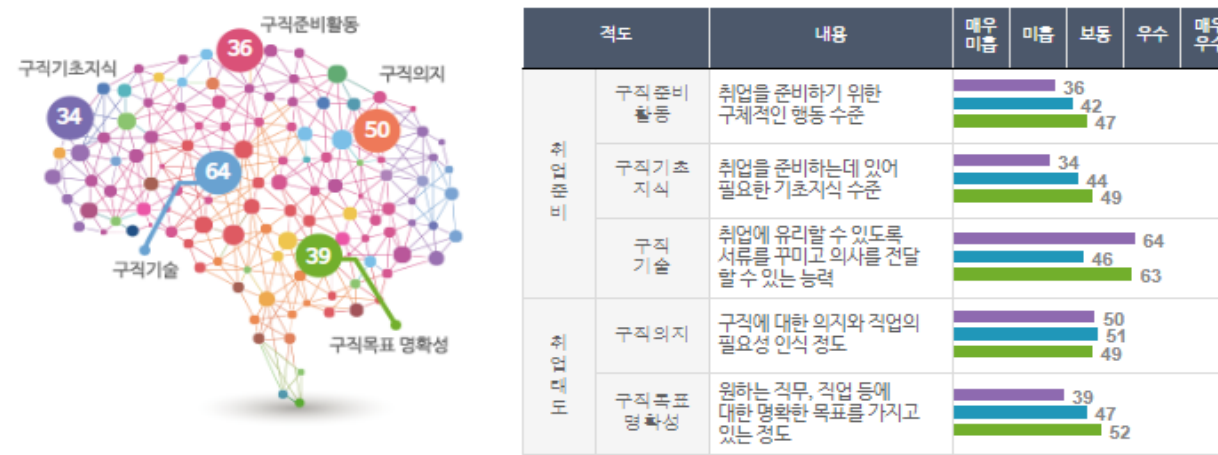 구직준비활동
36
구직기초지식
구직의지
34
50
64
39
구직기술
구직목표 명확성
척도 내용 매우 미흡 미흡 보통 우수 매우 우수
취업준비
구직준비
활동
취업을 준비하기 위한
구체적인 행동 수준
36
42
47
구직기초
지식
취업을 준비하는데 있어
필요한 기초지식 수준
34
44
49
구직
기술
취업에 유리할 수 있도록
서류를 꾸미고 의사를 전달
할 수 있는 능력
64
46
63
취업태도
구직의지
구직에 대한 의지와 직업의
필요성 인식 정도
50
51
49
구직목표
명확성
원하는 직무, 직업 등에
대한 명확한 목표를 가지고
있는 정도
39
47
52